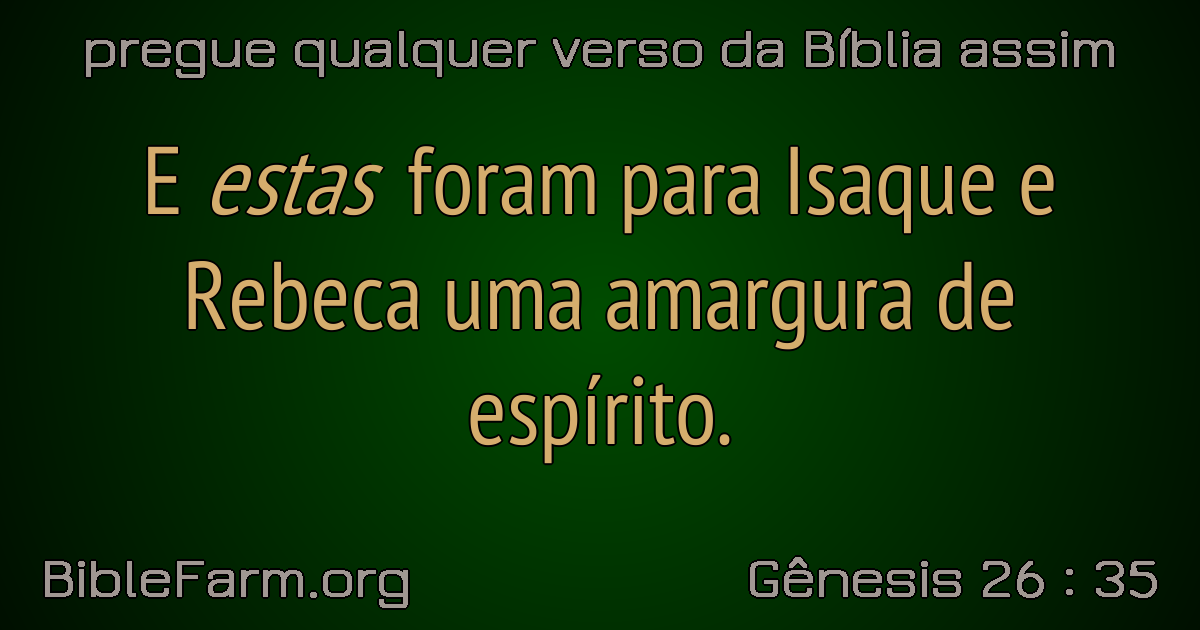 pregue qualquer verso da Bíblia assim
E estas foram para Isaque e
Rebeca uma amargura de
espírito.
BibleFarm.org
Gênesis 26 : 35